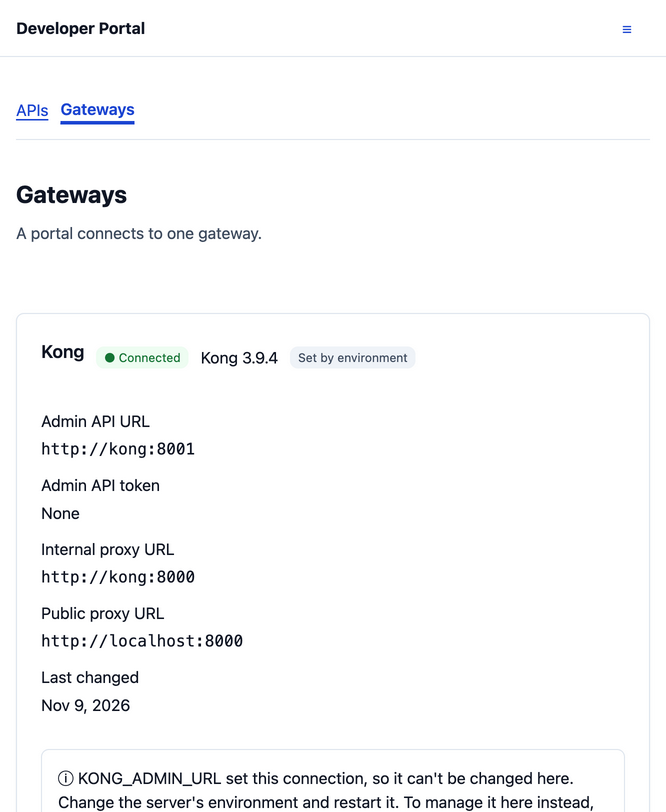 Developer Portal
APIs Gateways
Gateways
A portal connects to one gateway.
Kong Connected Kong 3.9.4 Set by environment
Admin API URL
http://kong:8001
Admin API token
None
Internal proxy URL
http://kong:8000
Public proxy URL
http://localhost:8000
Last changed
Nov 9, 2026
KONG_ADMIN_URL set this connection, so it can't be changed here.
Change the server's environment and restart it. To manage it here instead,